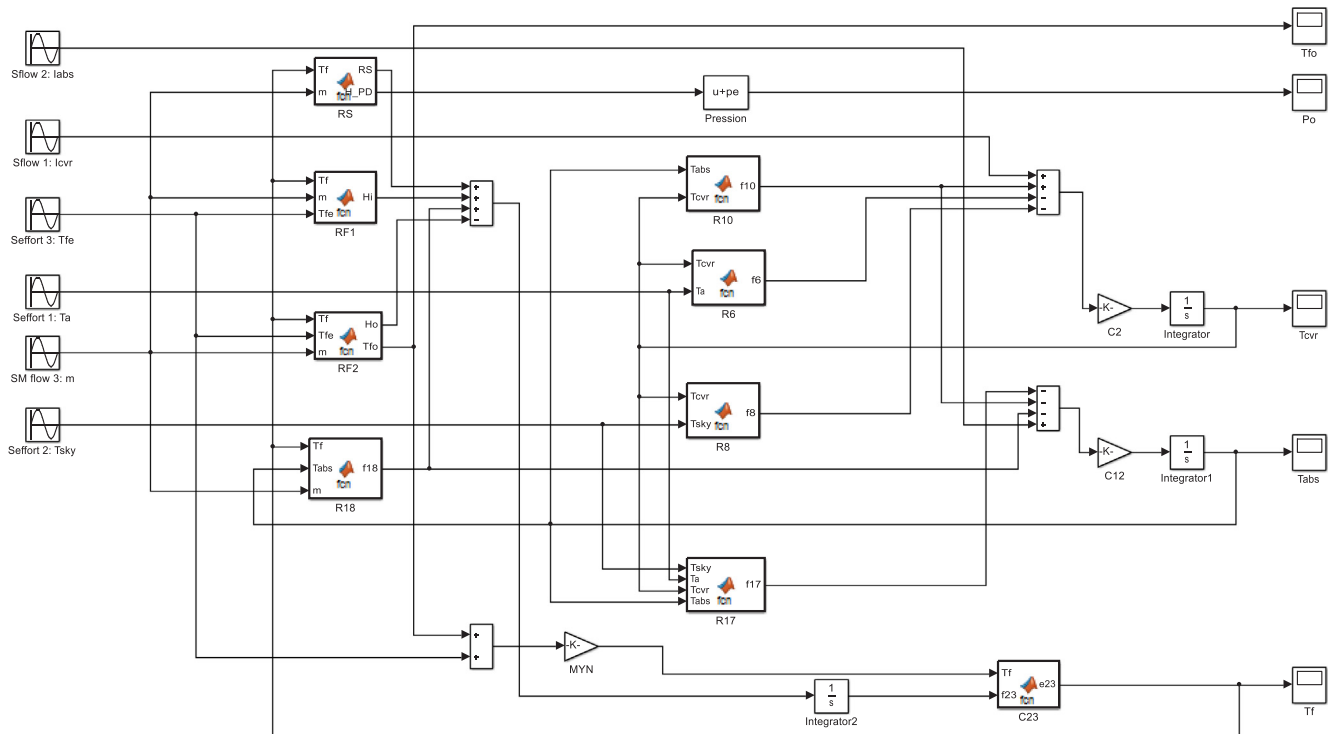 Tfo
Sflow 2: Iabs
Tf RS
m H_PD
fcn
RS
u+pe
Pression
Po
Sflow 1: Icvr
+
+
+
-
Tf
m Hi
Tfe
fcn
RF1
Seffort 3: Tfe
+
+
+
-
Tabs
Tcvr f10
fcn
R10
+
+
-
-
Tcvr
Ta f6
fcn
R6
Seffort 1: Ta
Tf Ho
Tfe Tfo
m fcn
RF2
SM flow 3: m
-K-
C2
1
s
Integrator
Tcvr
Seffort 2: Tsky
Tcvr
Tsky f8
fcn
R8
-
-
-
+
Tf
Tabs f18
m fcn
R18
-K-
C12
1
s
Integrator1
Tabs
Tsky
Ta
Tcvr f17
Tabs fcn
R17
+
+
-K-
MYN
1
s
Integrator2
Tf
f23 e23
fcn
C23
Tf